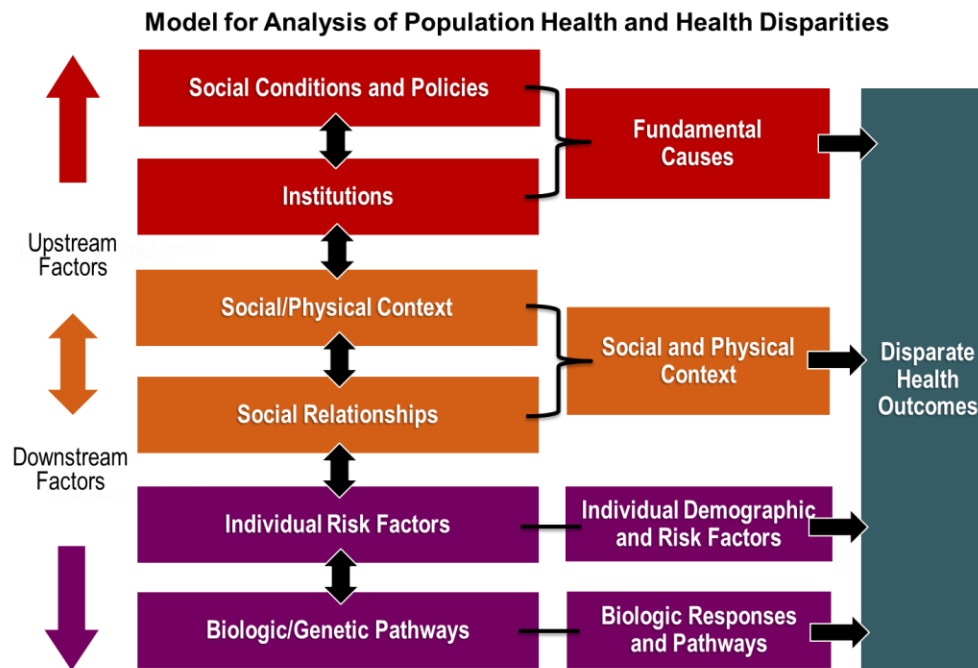 Model for Analysis of Population Health and Health Disparities
Social Conditions and Policies
Institutions
Fundamental
Causes
Upstream
Factors
Social/Physical Context
Social Relationships
Social and Physical
Context
Disparate
Health
Outcomes
Downstream
Factors
Individual Risk Factors
Individual Demographic
and Risk Factors
Biologic/Genetic Pathways
Biologic Responses
and Pathways